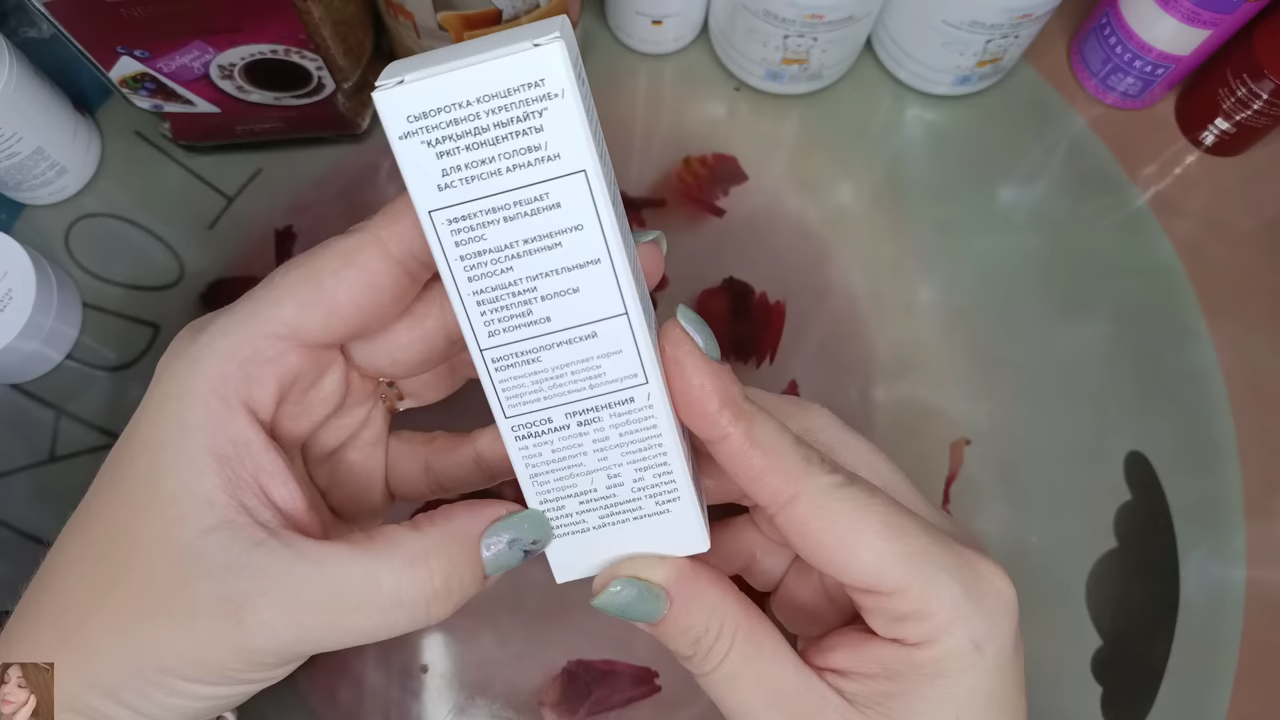 СЫВОРОТКА-КОНЦЕНТРАТ
«ИНТЕНСИВНОЕ УКРЕПЛЕНИЕ» /
"ҚАРҚЫНДЫ НЫҒАЙТУ"
ІРКІТ-КОНЦЕНТРАТЫ
ДЛЯ КОЖИ ГОЛОВЫ /
БАС ТЕРІСІНЕ АРНАЛҒАН
- ЭФФЕКТИВНО РЕШАЕТ
ПРОБЛЕМУ ВЫПАДЕНИЯ
ВОЛОС
- ВОЗВРАЩАЕТ ЖИЗНЕННУЮ
СИЛУ ОСЛАБЛЕННЫМ
ВОЛОСАМ
- НАСЫЩАЕТ ПИТАТЕЛЬНЫМИ
ВЕЩЕСТВАМИ
И УКРЕПЛЯЕТ ВОЛОСЫ
ОТ КОРНЕЙ
ДО КОНЧИКОВ
БИОТЕХНОЛОГИЧЕСКИЙ
КОМПЛЕКС
интенсивно укрепляет корни
волос, заряжает волосы
энергией, обеспечивает
питание волосяных фолликулов
СПОСОБ ПРИМЕНЕНИЯ /
ПАЙДАЛАНУ ӘДІСІ: Нанесите
на кожу головы по проборам,
пока волосы еще влажные.
Распределите массирующими
движениями, не смывайте.
При необходимости нанесите
повторно / Бас терісіне,
айырымдарға шаш әлі сулы
кезде жағыңыз. Саусақтың
қимылдарымен таратып
жағыңыз, шаймаңыз. Қажет
болғанда қайталап жағыңыз.